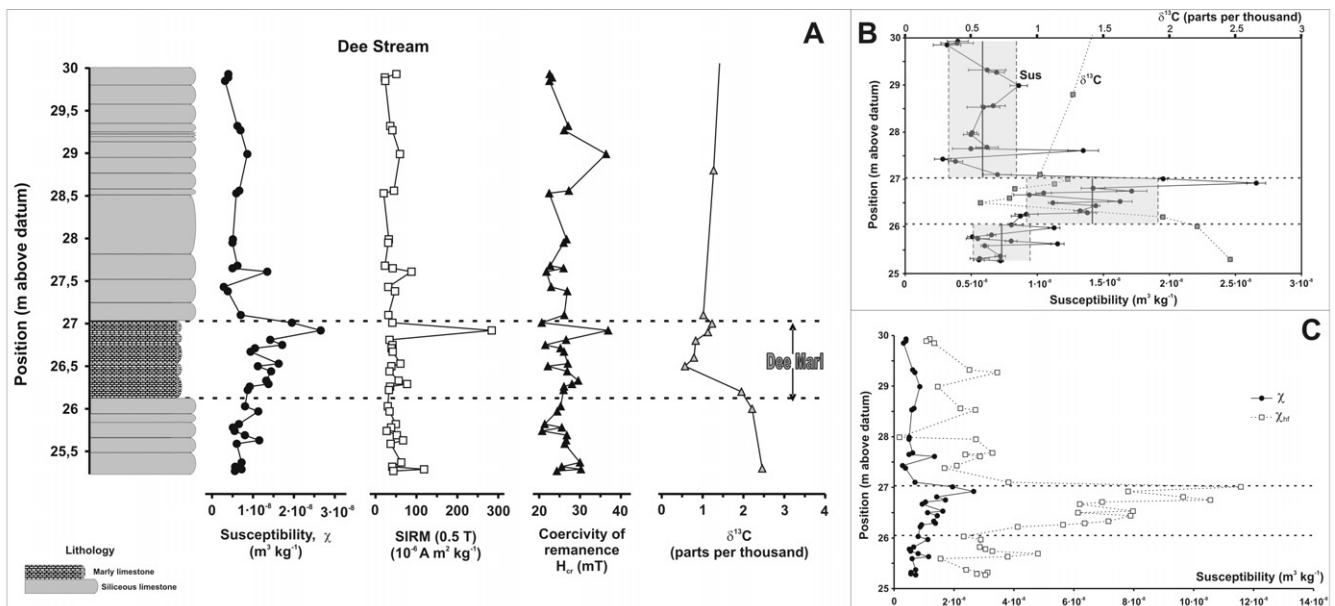 Dee Stream
A
Position (m above datum)
30
29,5
29
28.5
28
27.5
27
26.5
26
25.5
Dee Marl
0 1·10⁻⁸ 2·10⁻⁸ 3·10⁻⁸
Susceptibility, χ
(m³ kg⁻¹)
0 100 200 300
SIRM (0.5 T)
(10⁻⁶ A m² kg⁻¹)
20 30 40
Coercivity of
remanence
H_cr (mT)
0 1 2 3 4
δ¹³C
(parts per thousand)
Lithology
Marly limestone
Siliceous limestone
B
δ¹³C (parts per thousand)
0 0.5 1 1.5 2 2.5 3
Sus
δ¹³C
Position (m above datum)
30
29
28
27
26
25
0.5·10⁻⁸ 1·10⁻⁸ 1.5·10⁻⁸ 2·10⁻⁸ 2.5·10⁻⁸ 3·10⁻⁸
Susceptibility (m³ kg⁻¹)
C
χ
χhf
Position (m above datum)
30
29
28
27
26
25
Susceptibility (m³ kg⁻¹)
0 2·10⁻⁸ 4·10⁻⁸ 6·10⁻⁸ 8·10⁻⁸ 10·10⁻⁸ 12·10⁻⁸ 14·10⁻⁸